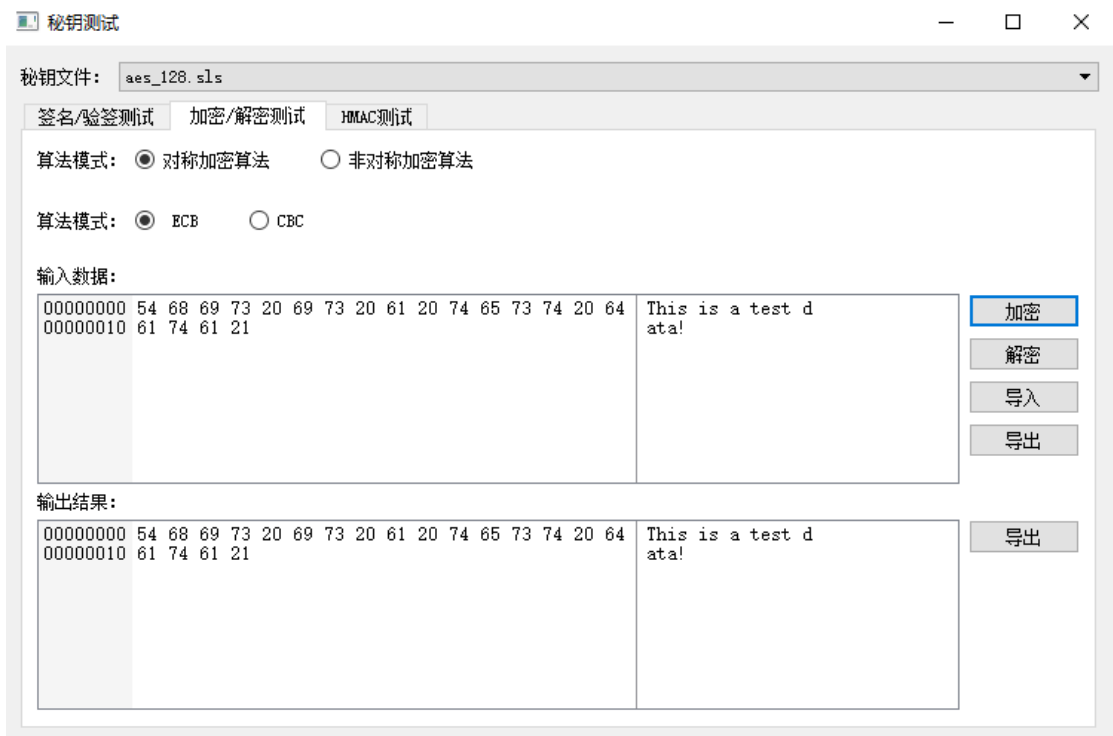 秘钥测试
秘钥文件： aes_128.sls
签名/验签测试 加密/解密测试 HMAC测试
算法模式： 对称加密算法 非对称加密算法
算法模式： ECB CBC
输入数据：
00000000 54 68 69 73 20 69 73 20 61 20 74 65 73 74 20 64 This is a test d
00000010 61 74 61 21 ata!
加密
解密
导入
导出
输出结果：
00000000 54 68 69 73 20 69 73 20 61 20 74 65 73 74 20 64 This is a test d
00000010 61 74 61 21 ata!
导出